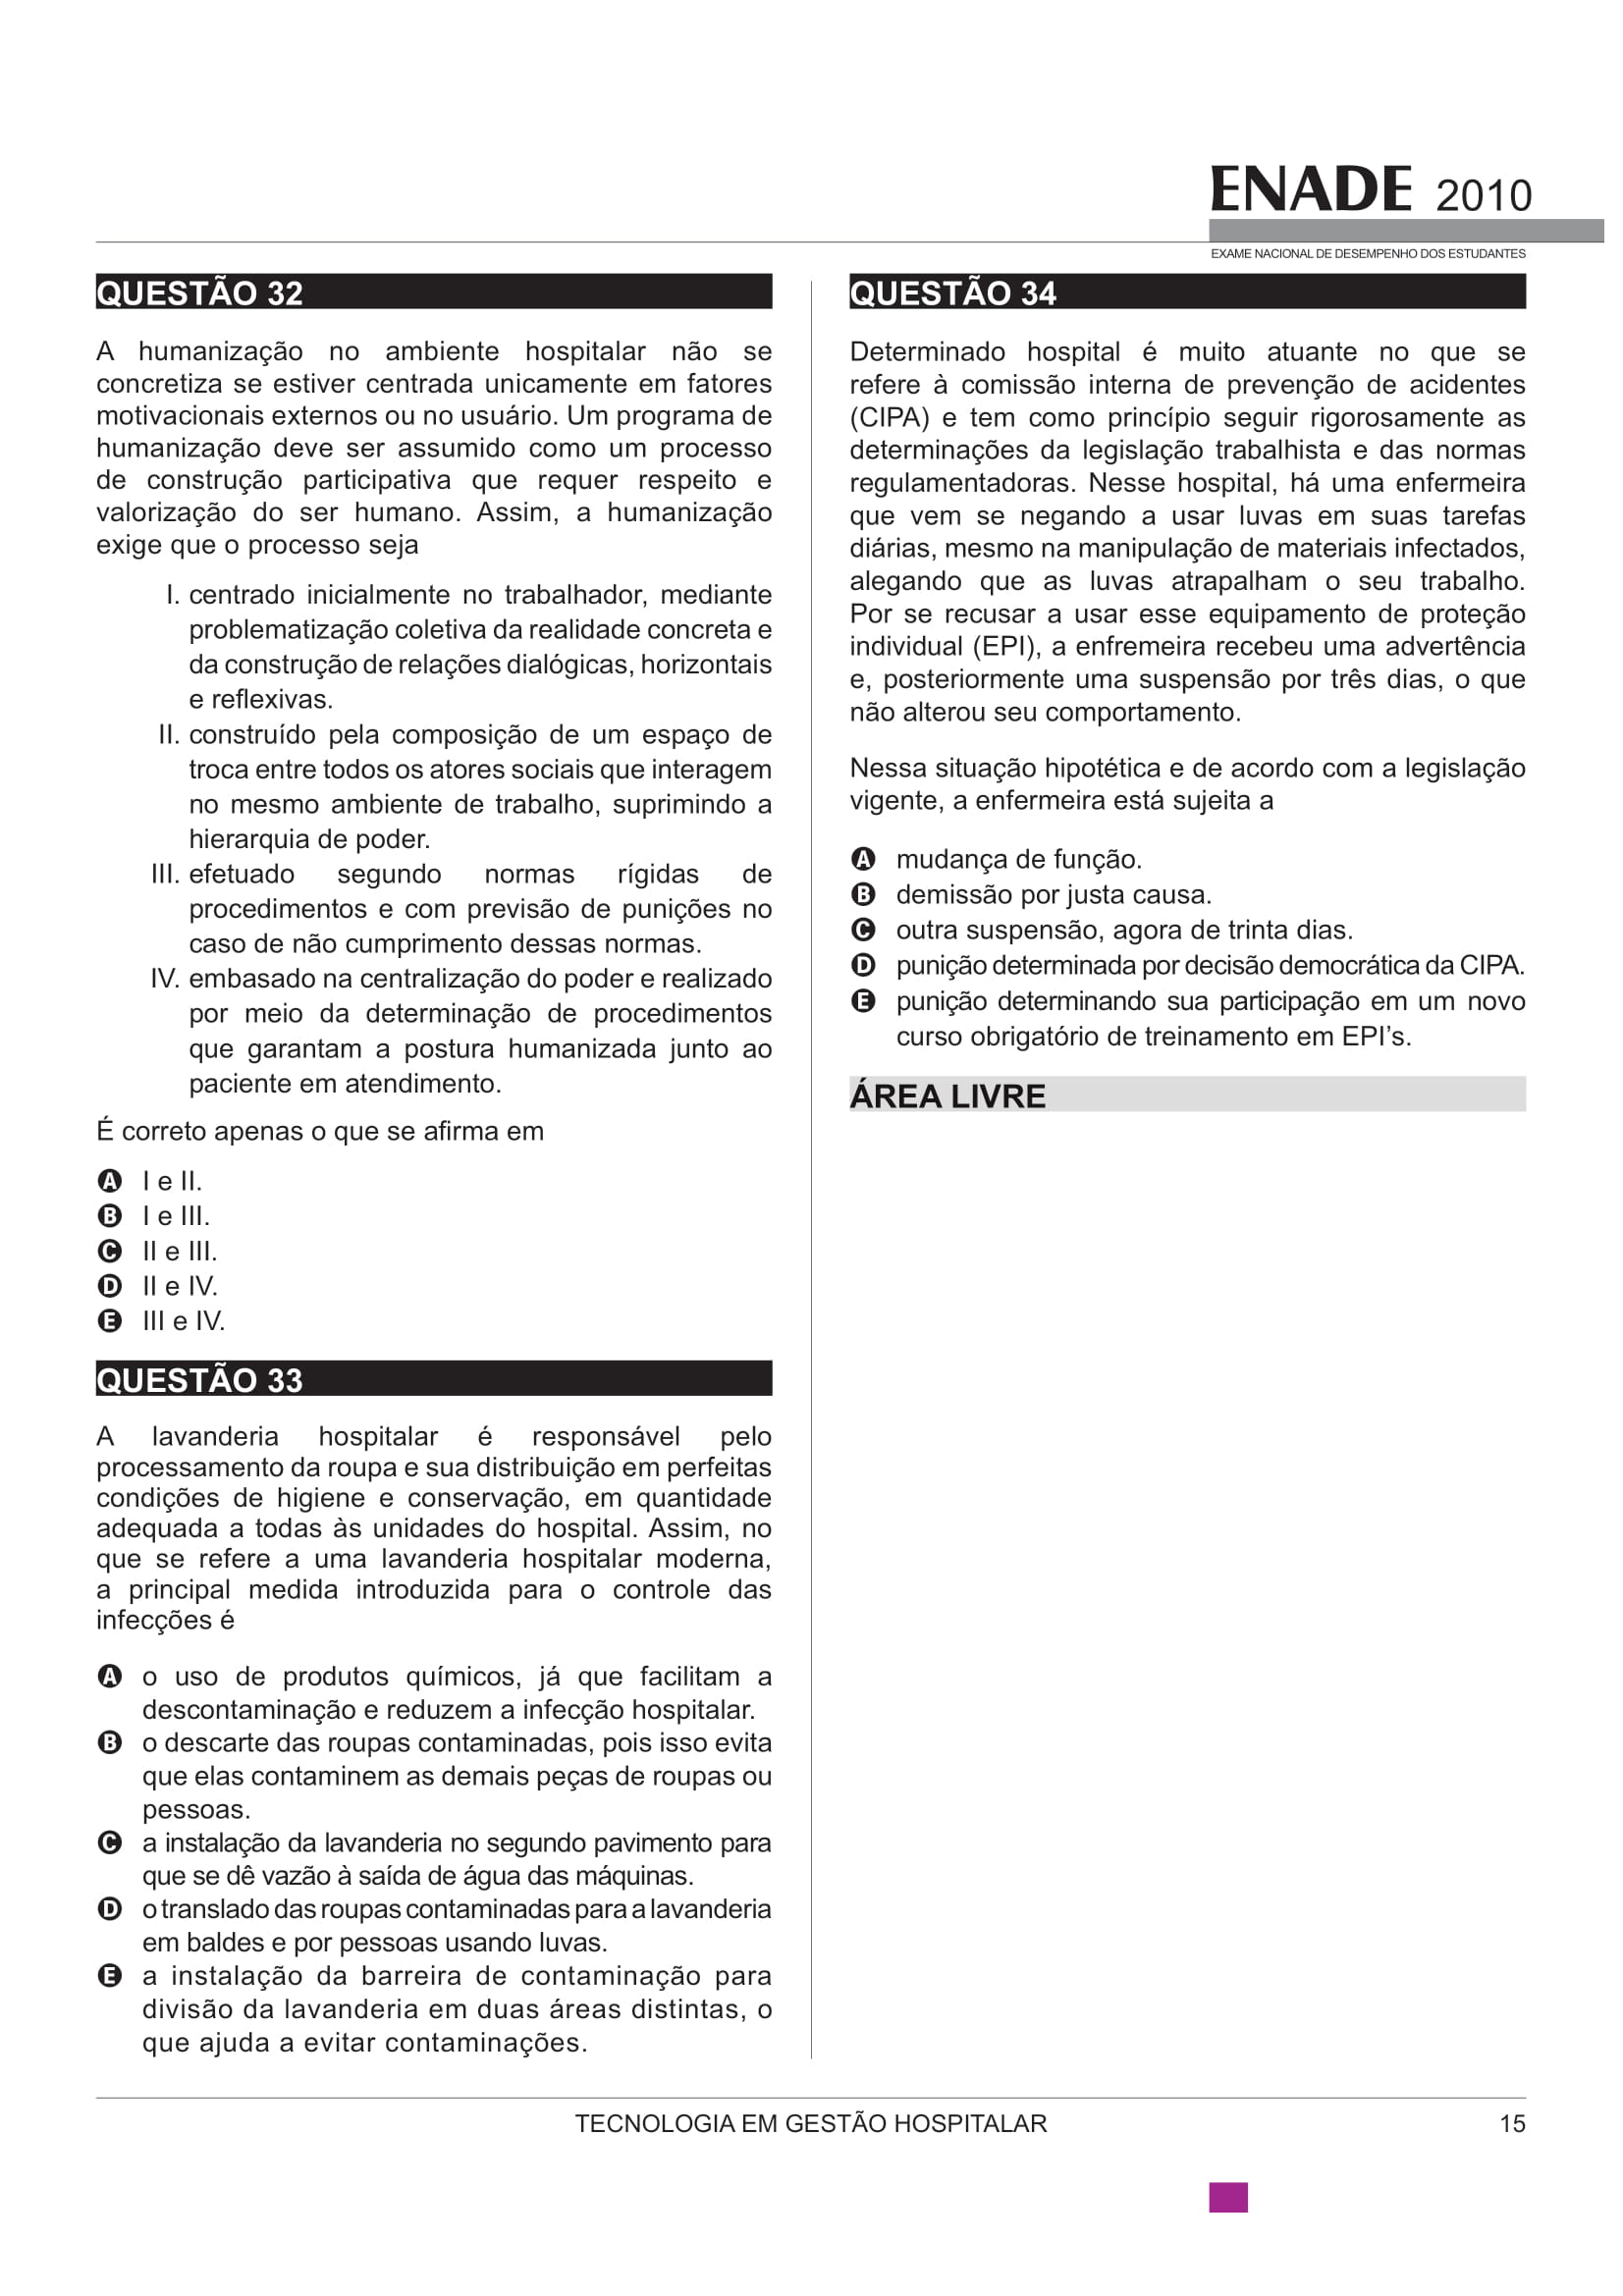 ENADE 2010
EXAME NACIONAL DE DESEMPENHO DOS ESTUDANTES
QUESTÃO 32
A humanização no ambiente hospitalar não se
concretiza se estiver centrada unicamente em fatores
motivacionais externos ou no usuário. Um programa de
humanização deve ser assumido como um processo
de construção participativa que requer respeito e
valorização do ser humano. Assim, a humanização
exige que o processo seja
I. centrado inicialmente no trabalhador, mediante
problematização coletiva da realidade concreta e
da construção de relações dialógicas, horizontais
e reflexivas.
II. construído pela composição de um espaço de
troca entre todos os atores sociais que interagem
no mesmo ambiente de trabalho, suprimindo a
hierarquia de poder.
III. efetuado segundo normas rígidas de
procedimentos e com previsão de punições no
caso de não cumprimento dessas normas.
IV. embasado na centralização do poder e realizado
por meio da determinação de procedimentos
que garantam a postura humanizada junto ao
paciente em atendimento.
É correto apenas o que se afirma em
A I e II.
B I e III.
C II e III.
D II e IV.
E III e IV.
QUESTÃO 33
A lavanderia hospitalar é responsável pelo
processamento da roupa e sua distribuição em perfeitas
condições de higiene e conservação, em quantidade
adequada a todas às unidades do hospital. Assim, no
que se refere a uma lavanderia hospitalar moderna,
a principal medida introduzida para o controle das
infecções é
A o uso de produtos químicos, já que facilitam a
descontaminação e reduzem a infecção hospitalar.
B o descarte das roupas contaminadas, pois isso evita
que elas contaminem as demais peças de roupas ou
pessoas.
C a instalação da lavanderia no segundo pavimento para
que se dê vazão à saída de água das máquinas.
D o translado das roupas contaminadas para a lavanderia
em baldes e por pessoas usando luvas.
E a instalação da barreira de contaminação para
divisão da lavanderia em duas áreas distintas, o
que ajuda a evitar contaminações.
QUESTÃO 34
Determinado hospital é muito atuante no que se
refere à comissão interna de prevenção de acidentes
(CIPA) e tem como princípio seguir rigorosamente as
determinações da legislação trabalhista e das normas
regulamentadoras. Nesse hospital, há uma enfermeira
que vem se negando a usar luvas em suas tarefas
diárias, mesmo na manipulação de materiais infectados,
alegando que as luvas atrapalham o seu trabalho.
Por se recusar a usar esse equipamento de proteção
individual (EPI), a enfremeira recebeu uma advertência
e, posteriormente uma suspensão por três dias, o que
não alterou seu comportamento.
Nessa situação hipotética e de acordo com a legislação
vigente, a enfermeira está sujeita a
A mudança de função.
B demissão por justa causa.
C outra suspensão, agora de trinta dias.
D punição determinada por decisão democrática da CIPA.
E punição determinando sua participação em um novo
curso obrigatório de treinamento em EPI’s.
ÁREA LIVRE
TECNOLOGIA EM GESTÃO HOSPITALAR
15